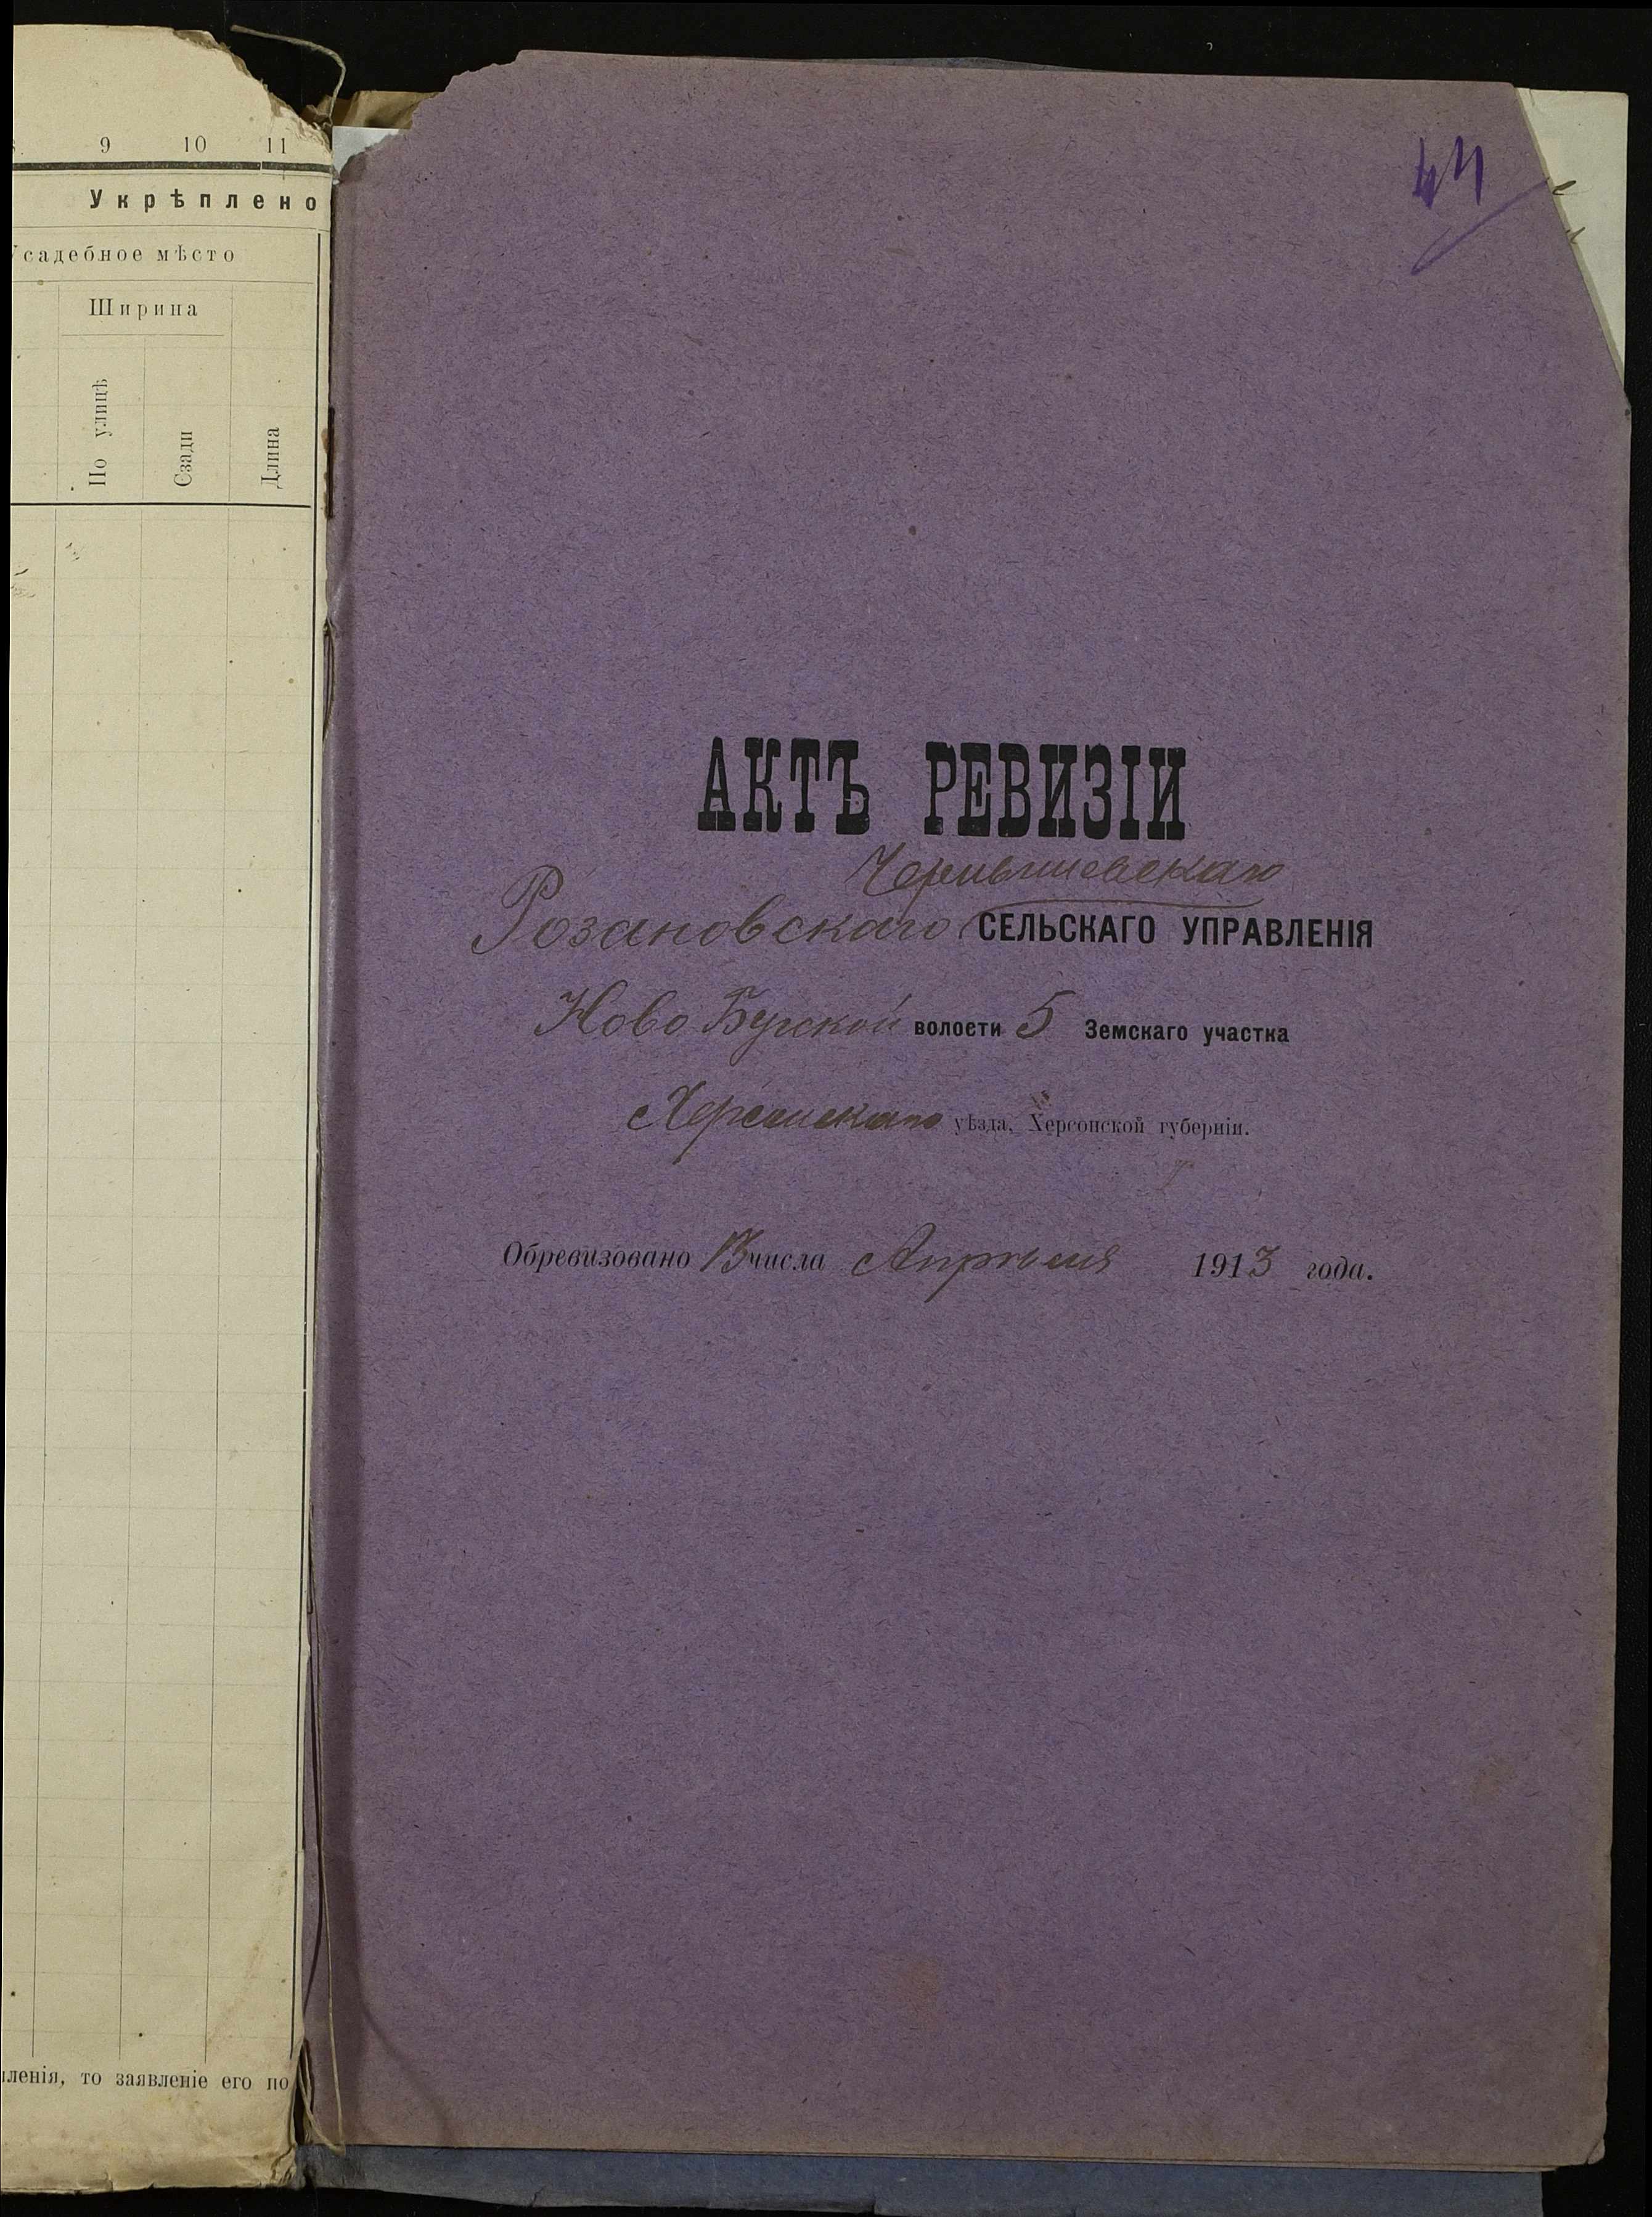 9 10 11
Укрѣплено
Усадебное мѣсто
Ширина
По улицѣ
Сзади
Длина
ленія, то заявленіе его по
44
АКТЪ РЕВИЗІИ
Чернышевскаго
Розановскаго СЕЛЬСКАГО УПРАВЛЕНІЯ
Ново Бугской волости 5 Земскаго участка
Херсонскаго уѣзда, Херсонской губерніи.
Обревизовано 13 числа Апрѣля 1913 года.